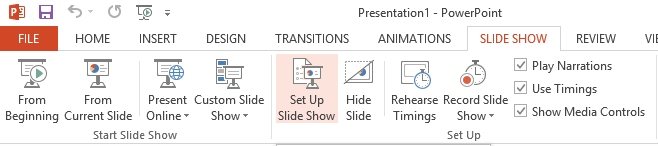 Presentation1 - PowerPoint
FILE HOME INSERT DESIGN TRANSITIONS ANIMATIONS SLIDE SHOW REVIEW VIE
From Beginning
From Current Slide
Present Online
Custom Slide Show
Set Up Slide Show
Hide Slide
Rehearse Timings
Record Slide Show
Play Narrations
Use Timings
Show Media Controls
Start Slide Show
Set Up